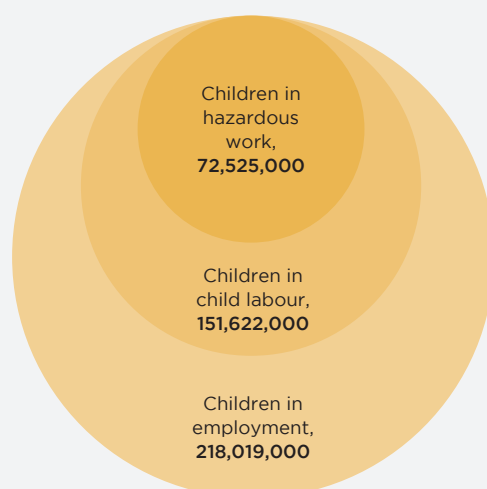 Children in
hazardous
work,
72,525,000
Children in
child labour,
151,622,000
Children in
employment,
218,019,000